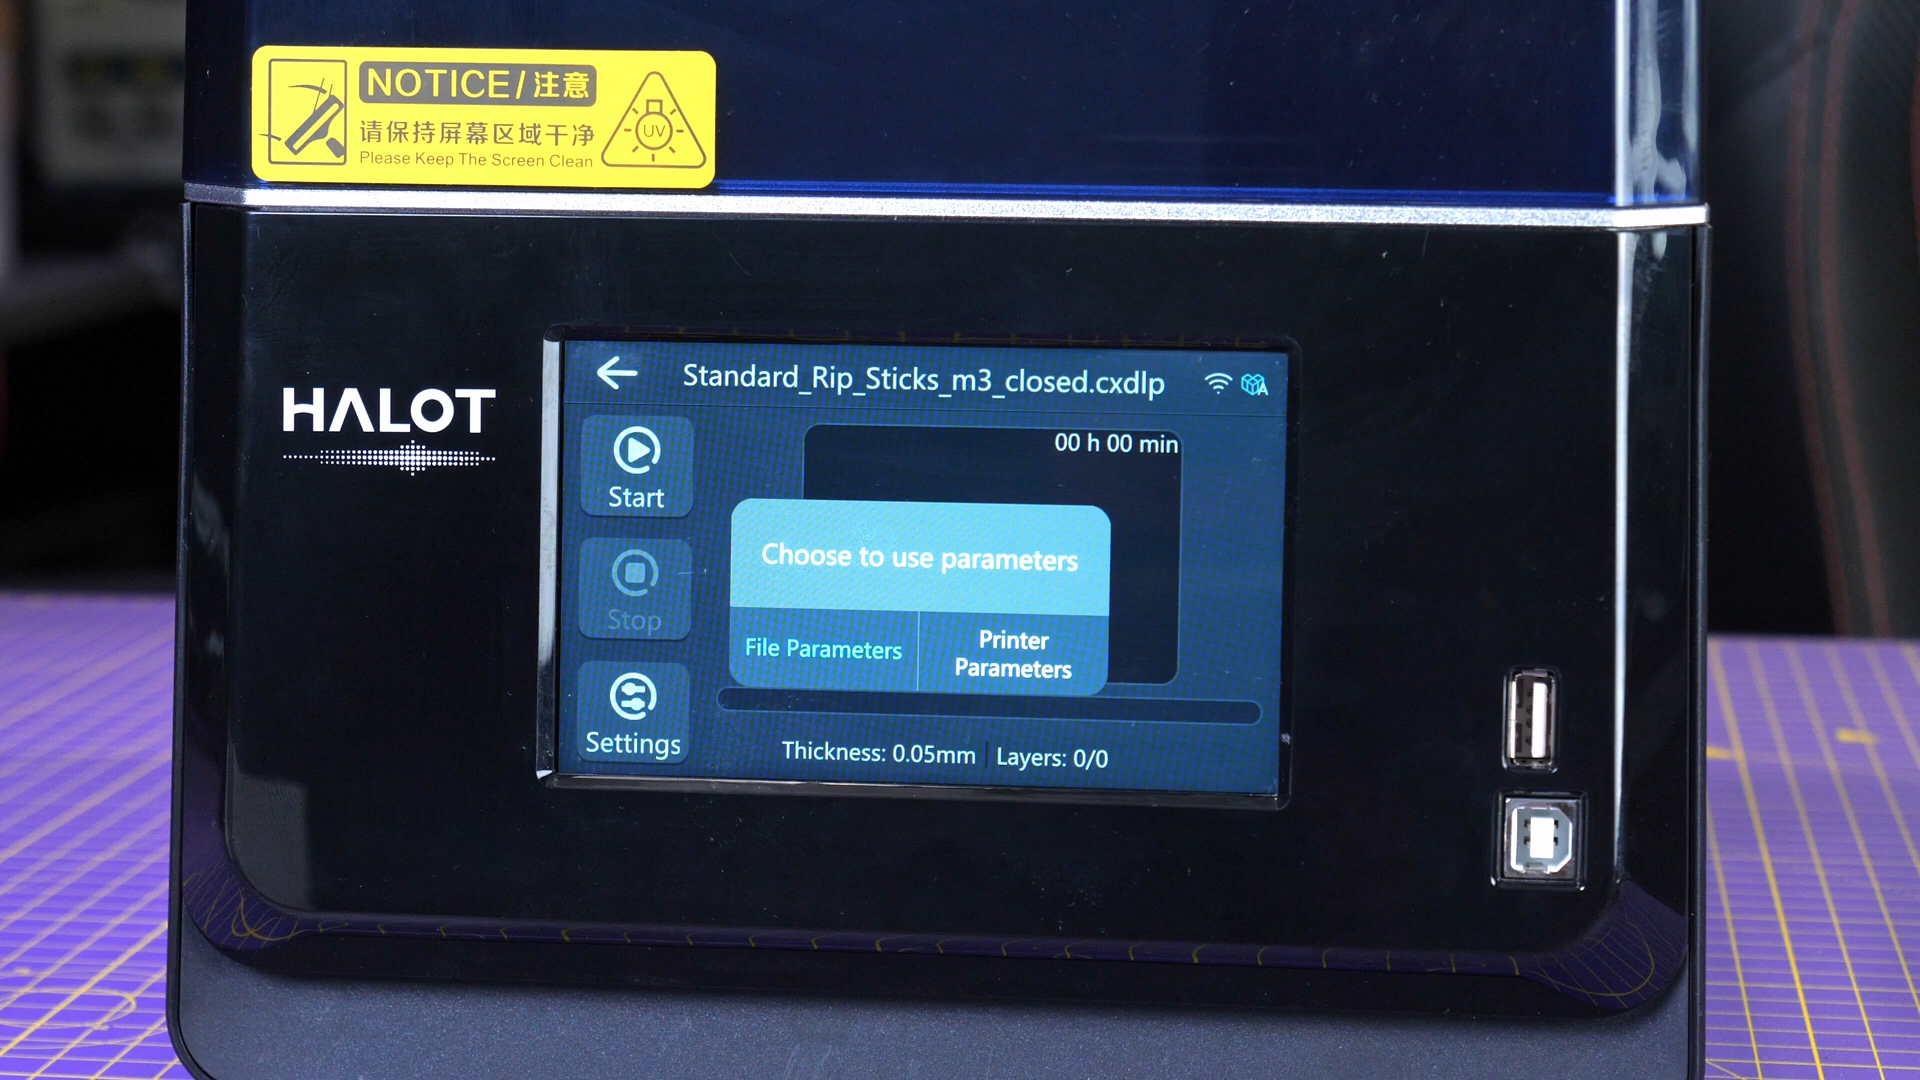 NOTICE/注意
请保持屏幕区域干净
Please Keep The Screen Clean
UV
HALOT
Standard_Rip_Sticks_m3_closed.cxdlp
A
00 h 00 min
Start
Choose to use parameters
Stop
File Parameters
Printer
Parameters
Settings
Thickness: 0.05mm
Layers: 0/0